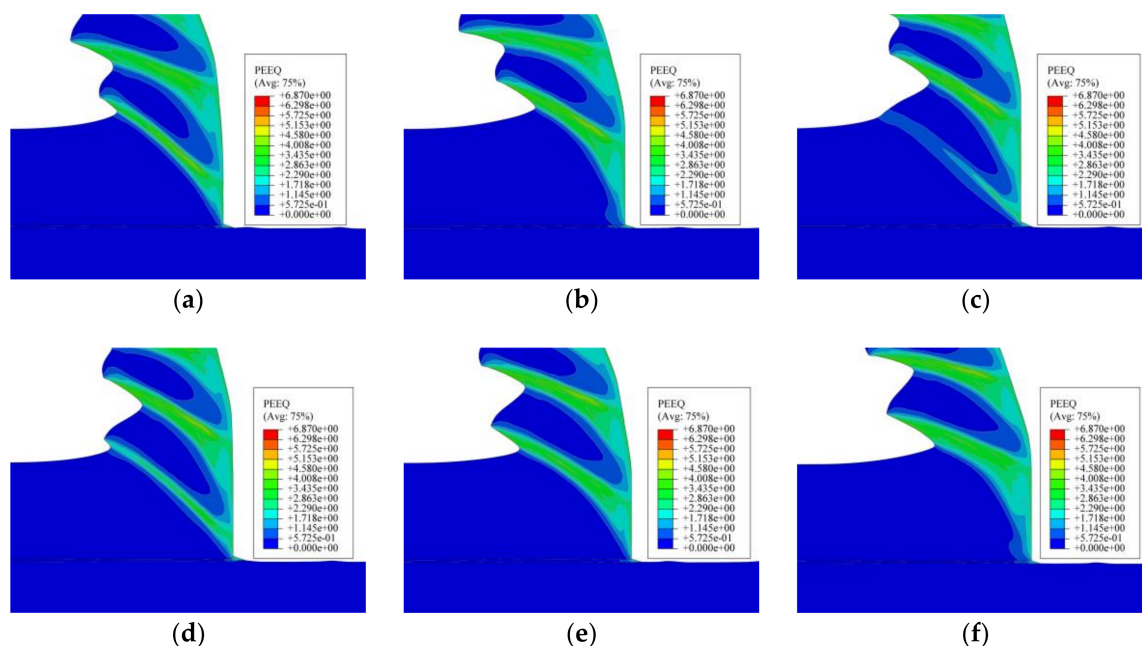 PEEQ
(Avg: 75%)
+6.870e+00
+6.298e+00
+5.725e+00
+5.153e+00
+4.580e+00
+4.008e+00
+3.435e+00
+2.863e+00
+2.290e+00
+1.718e+00
+1.145e+00
+5.725e-01
+0.000e+00
PEEQ
(Avg: 75%)
+6.870e+00
+6.298e+00
+5.725e+00
+5.153e+00
+4.580e+00
+4.008e+00
+3.435e+00
+2.863e+00
+2.290e+00
+1.718e+00
+1.145e+00
+5.725e-01
+0.000e+00
PEEQ
(Avg: 75%)
+6.870e+00
+6.298e+00
+5.725e+00
+5.153e+00
+4.580e+00
+4.008e+00
+3.435e+00
+2.863e+00
+2.290e+00
+1.718e+00
+1.145e+00
+5.725e-01
+0.000e+00
(a)
(b)
(c)
PEEQ
(Avg: 75%)
+6.870e+00
+6.298e+00
+5.725e+00
+5.153e+00
+4.580e+00
+4.008e+00
+3.435e+00
+2.863e+00
+2.290e+00
+1.718e+00
+1.145e+00
+5.725e-01
+0.000e+00
PEEQ
(Avg: 75%)
+6.870e+00
+6.298e+00
+5.725e+00
+5.153e+00
+4.580e+00
+4.008e+00
+3.435e+00
+2.863e+00
+2.290e+00
+1.718e+00
+1.145e+00
+5.725e-01
+0.000e+00
PEEQ
(Avg: 75%)
+6.870e+00
+6.298e+00
+5.725e+00
+5.153e+00
+4.580e+00
+4.008e+00
+3.435e+00
+2.863e+00
+2.290e+00
+1.718e+00
+1.145e+00
+5.725e-01
+0.000e+00
(d)
(e)
(f)